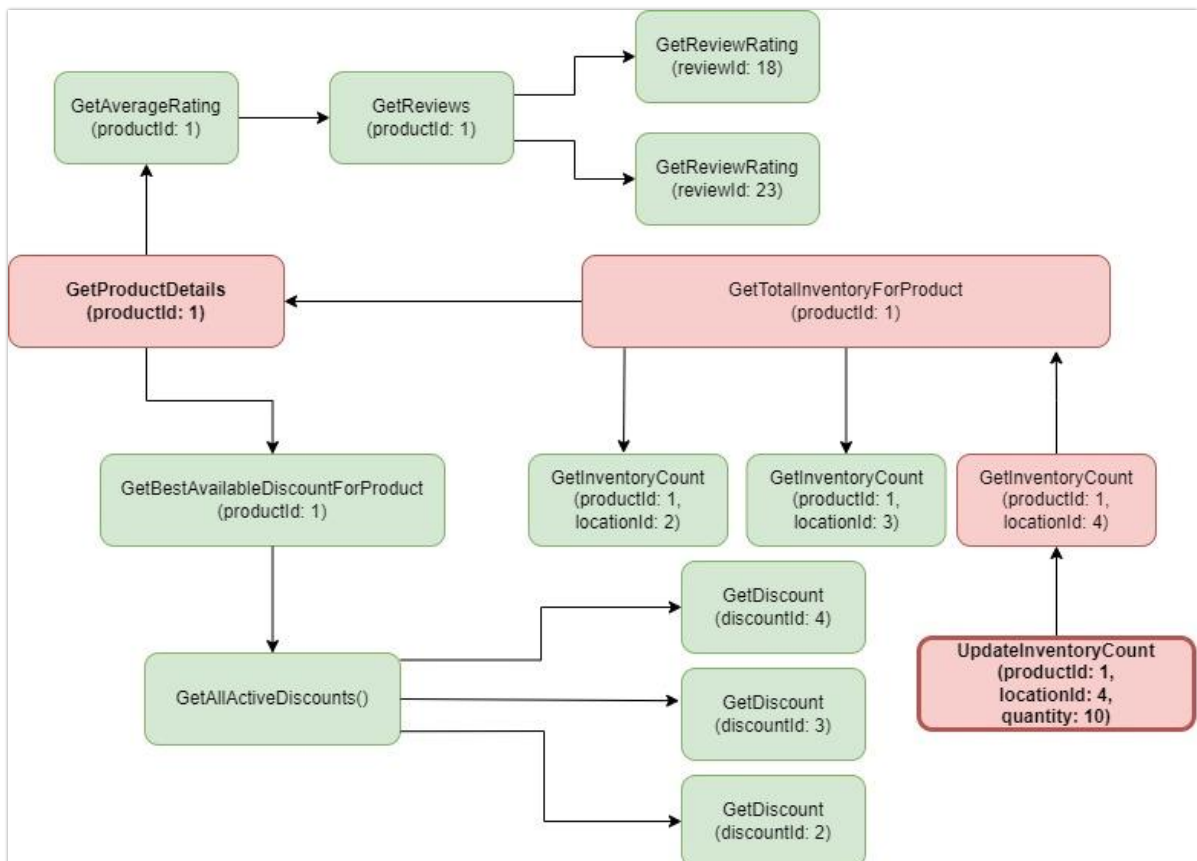 GetReviewRating
(reviewId: 18)
GetAverageRating
(productId: 1)
GetReviews
(productId: 1)
GetReviewRating
(reviewId: 23)
GetProductDetails
(productId: 1)
GetTotalInventoryForProduct
(productId: 1)
GetBestAvailableDiscountForProduct
(productId: 1)
GetInventoryCount
(productId: 1,
locationId: 2)
GetInventoryCount
(productId: 1,
locationId: 3)
GetInventoryCount
(productId: 1,
locationId: 4)
GetDiscount
(discountId: 4)
UpdateInventoryCount
(productId: 1,
locationId: 4,
quantity: 10)
GetAllActiveDiscounts()
GetDiscount
(discountId: 3)
GetDiscount
(discountId: 2)